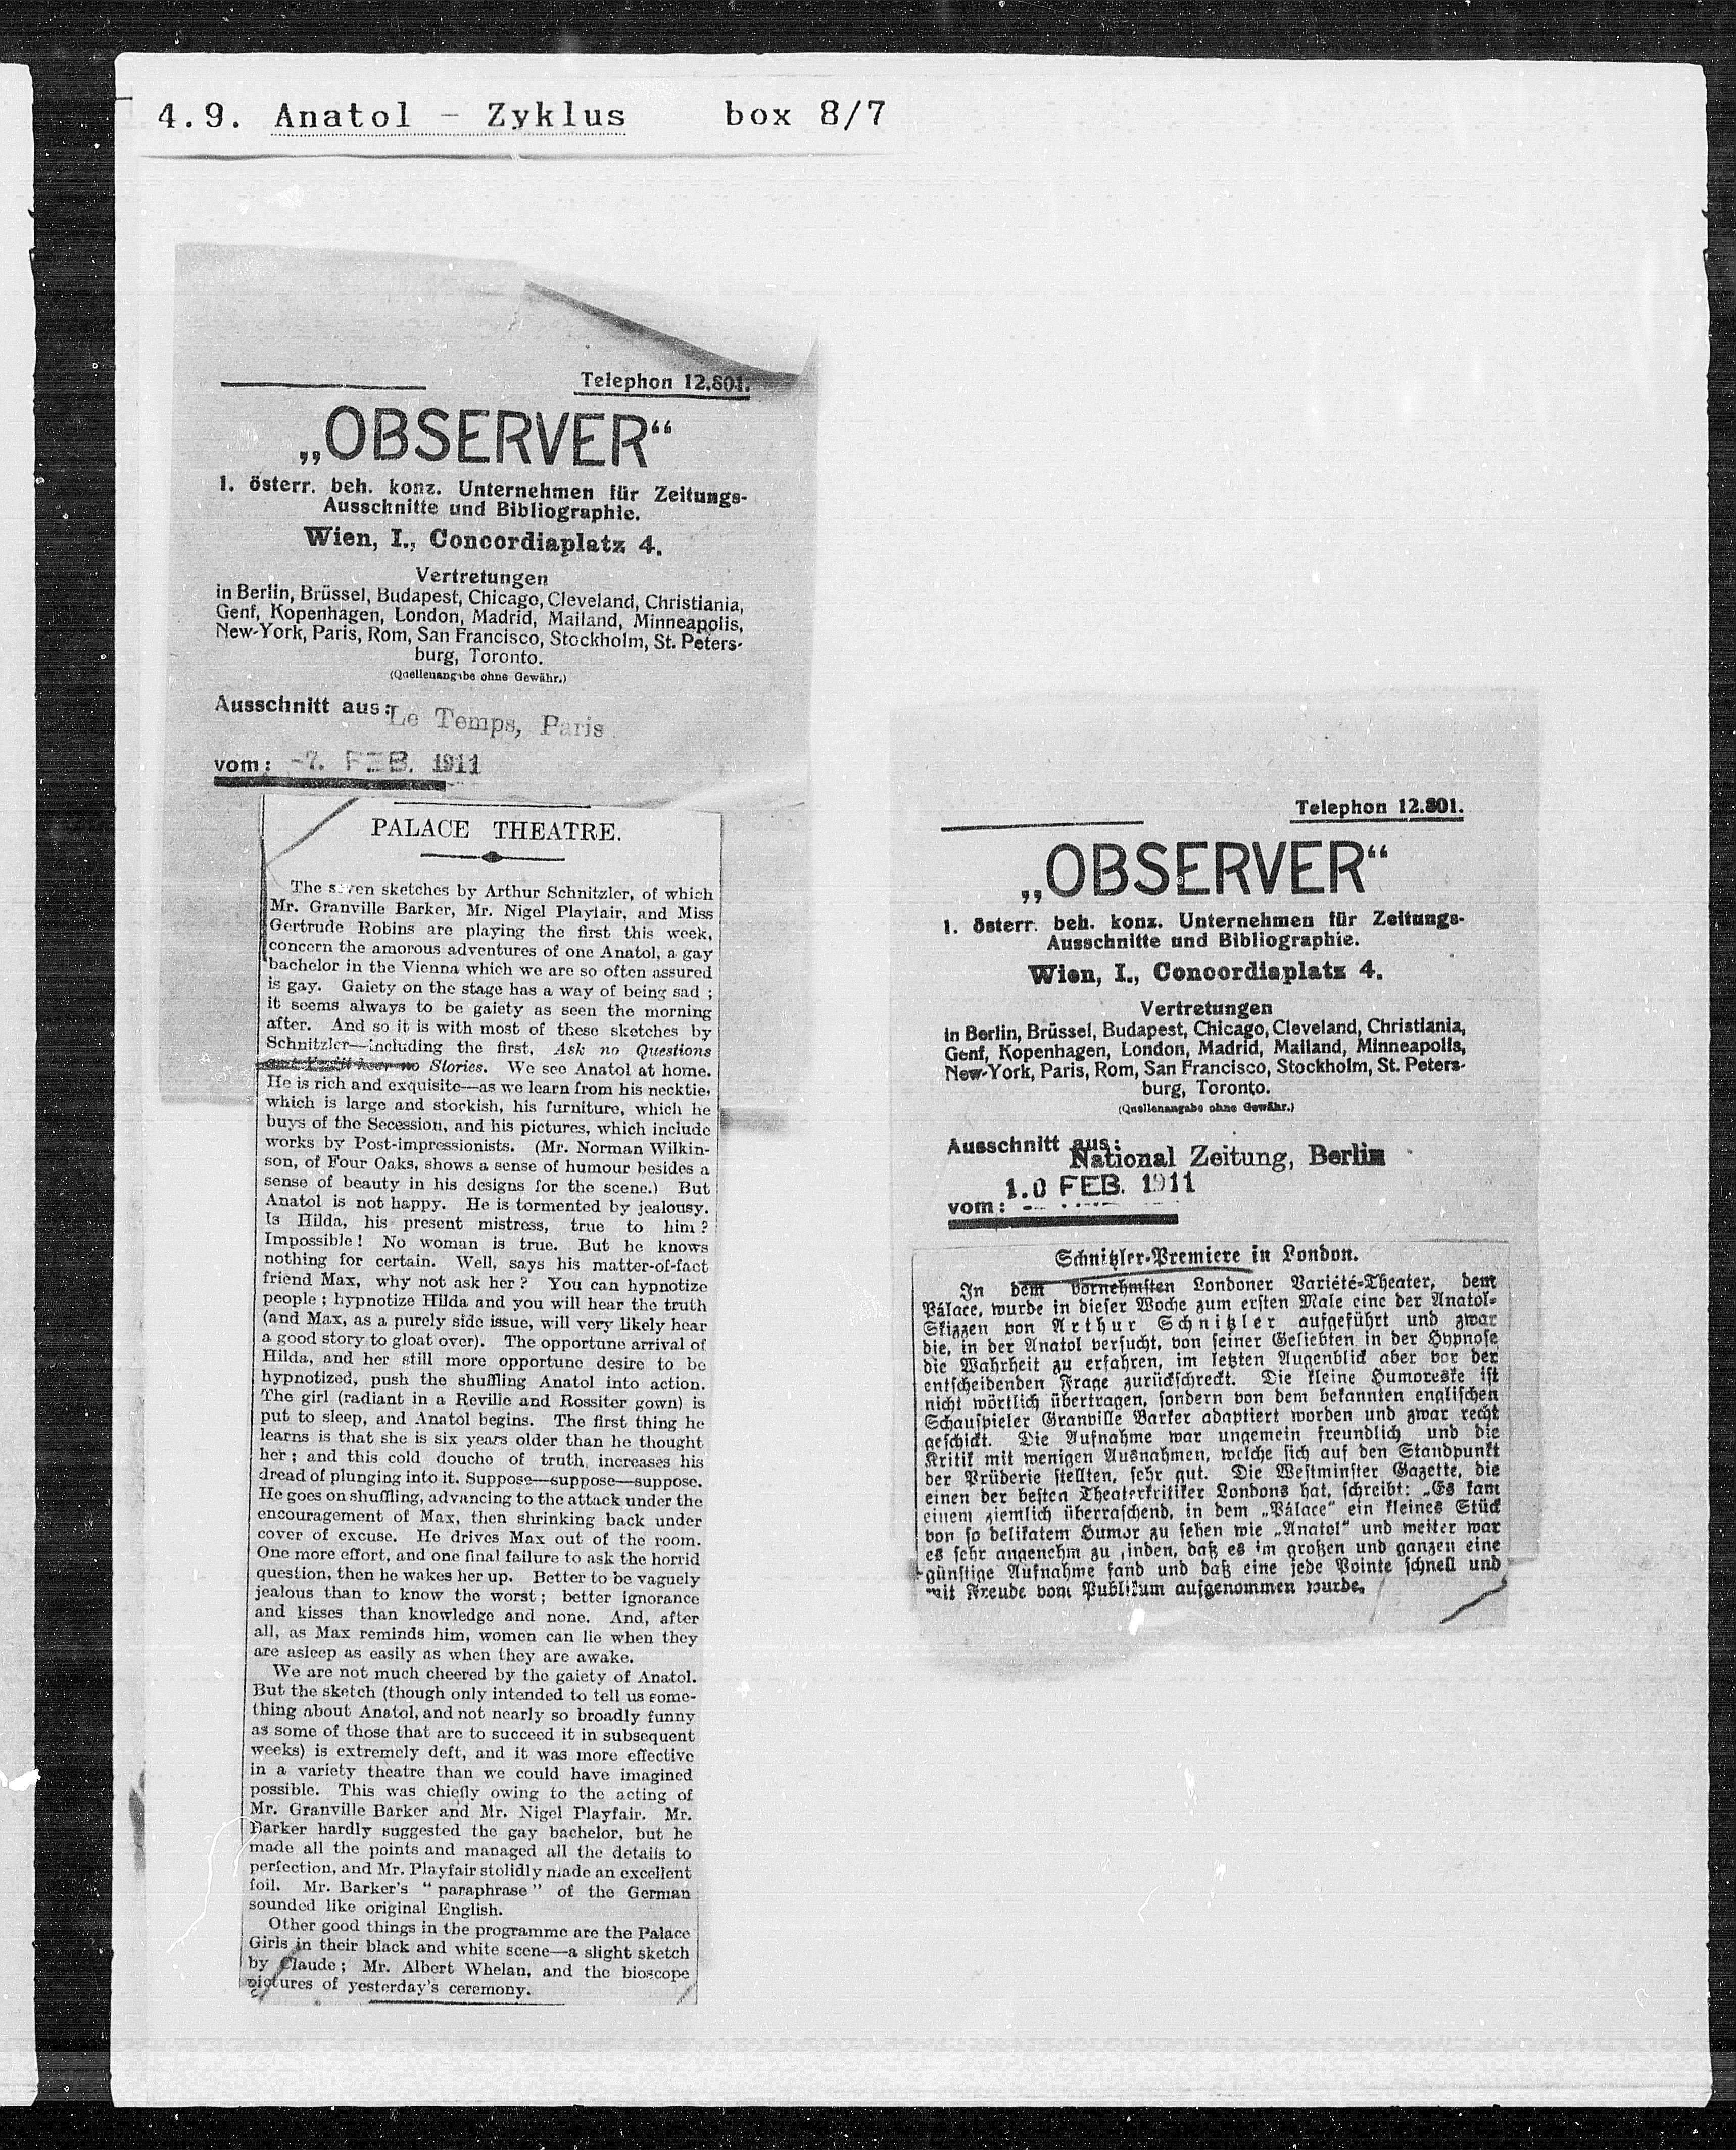 4.9. Anatol - Zyklus box 8/7
Telephon 12.801.
„OBSERVER“
1. österr. beh. konz. Unternehmen für Zeitungs-
Ausschnitte und Bibliographie.
Wien, I., Concordiaplatz 4.
Vertretungen
in Berlin, Brüssel, Budapest, Chicago, Cleveland, Christiania,
Genf, Kopenhagen, London, Madrid, Mailand, Minneapolis,
New-York, Paris, Rom, San Francisco, Stockholm, St. Peters-
burg, Toronto.
(Quellenangabe ohne Gewähr.)
Ausschnitt aus: Le Temps, Paris
vom: -7. FEB. 1911
PALACE THEATRE.
The seven sketches by Arthur Schnitzler, of which
Mr. Granville Barker, Mr. Nigel Playfair, and Miss
Gertrude Robins are playing the first this week,
concern the amorous adventures of one Anatol, a gay
bachelor in the Vienna which we are so often assured
is gay. Gaiety on the stage has a way of being sad ;
it seems always to be gaiety as seen the morning
after. And so it is with most of these sketches by
Schnitzler—including the first, Ask no Questions
and You'll hear no Stories. We see Anatol at home.
He is rich and exquisite—as we learn from his necktie,
which is large and stockish, his furniture, which he
buys of the Secession, and his pictures, which include
works by Post-impressionists. (Mr. Norman Wilkin-
son, of Four Oaks, shows a sense of humour besides a
sense of beauty in his designs for the scene.) But
Anatol is not happy. He is tormented by jealousy.
Is Hilda, his present mistress, true to him ?
Impossible ! No woman is true. But he knows
nothing for certain. Well, says his matter-of-fact
friend Max, why not ask her ? You can hypnotize
people ; hypnotize Hilda and you will hear the truth
(and Max, as a purely side issue, will very likely hear
a good story to gloat over). The opportune arrival of
Hilda, and her still more opportune desire to be
hypnotized, push the shuffling Anatol into action.
The girl (radiant in a Reville and Rossiter gown) is
put to sleep, and Anatol begins. The first thing he
learns is that she is six years older than he thought
her ; and this cold douche of truth increases his
dread of plunging into it. Suppose—suppose—suppose.
He goes on shuffling, advancing to the attack under the
encouragement of Max, then shrinking back under
cover of excuse. He drives Max out of the room.
One more effort, and one final failure to ask the horrid
question, then he wakes her up. Better to be vaguely
jealous than to know the worst ; better ignorance
and kisses than knowledge and none. And, after
all, as Max reminds him, women can lie when they
are asleep as easily as when they are awake.
We are not much cheered by the gaiety of Anatol.
But the sketch (though only intended to tell us some-
thing about Anatol, and not nearly so broadly funny
as some of those that are to succeed it in subsequent
weeks) is extremely deft, and it was more effective
in a variety theatre than we could have imagined
possible. This was chiefly owing to the acting of
Mr. Granville Barker and Mr. Nigel Playfair. Mr.
Barker hardly suggested the gay bachelor, but he
made all the points and managed all the details to
perfection, and Mr. Playfair stolidly made an excellent
foil. Mr. Barker's “ paraphrase ” of the German
sounded like original English.
Other good things in the programme are the Palace
Girls in their black and white scene—a slight sketch
by Claude ; Mr. Albert Whelan, and the bioscope
pictures of yesterday's ceremony.
Telephon 12.801.
„OBSERVER“
1. österr. beh. konz. Unternehmen für Zeitungs-
Ausschnitte und Bibliographie.
Wien, I., Concordiaplatz 4.
Vertretungen
in Berlin, Brüssel, Budapest, Chicago, Cleveland, Christiania,
Genf, Kopenhagen, London, Madrid, Mailand, Minneapolis,
New-York, Paris, Rom, San Francisco, Stockholm, St. Peters-
burg, Toronto.
(Quellenangabe ohne Gewähr.)
Ausschnitt aus: National Zeitung, Berlin
vom: 10 FEB. 1911
Schnitzler-Premiere in London.
In dem vornehmsten Londoner Variété-Theater, dem
Pálace, wurde in dieser Woche zum ersten Male eine der Anatol-
Skizzen von Arthur Schnitzler aufgeführt und zwar
die, in der Anatol versucht, von seiner Geliebten in der Hypnose
die Wahrheit zu erfahren, im letzten Augenblick aber vor der
entscheidenden Frage zurückschreckt. Die kleine Humoreske ist
nicht wörtlich übertragen, sondern von dem bekannten englischen
Schauspieler Granville Barker adaptiert worden und zwar recht
geschickt. Die Aufnahme war ungemein freundlich und die
Kritik mit wenigen Ausnahmen, welche sich auf den Standpunkt
der Prüderie stellten, sehr gut. Die Westminster Gazette, die
einen der besten Theaterkritiker Londons hat, schreibt: „Es kam
einem ziemlich überraschend, in dem „Pálace“ ein kleines Stück
von so delikatem Humor zu sehen wie „Anatol“ und weiter war
es sehr angenehm zu finden, daß es im großen und ganzen eine
günstige Aufnahme fand und daß eine jede Pointe schnell und
mit Freude vom Publikum aufgenommen wurde.